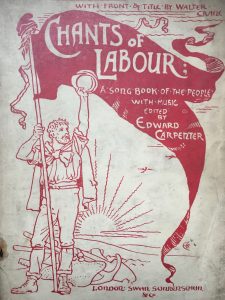 WITH FRONT & TITLE BY WALTER
CRANE
CHANTS OF
LABOUR:
A SONG BOOK OF THE PEOPLE
WITH MUSIC
EDITED
BY
EDWARD
CARPENTER
LONDON: SWAN SONNENSCHEIN
& Co